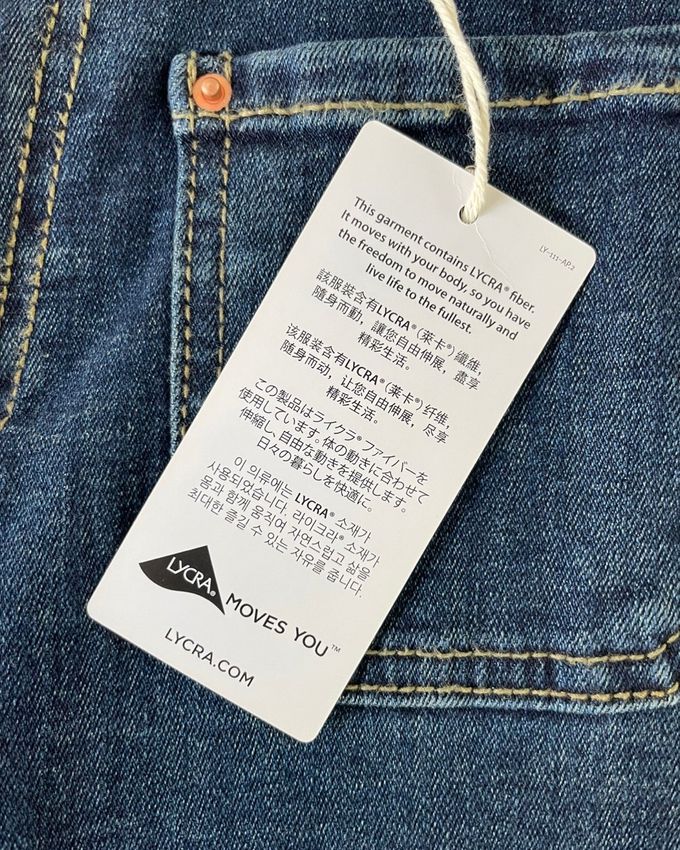 LY-111-AP2
This garment contains LYCRA® fiber.
It moves with your body, so you have
the freedom to move naturally and
live life to the fullest.
該服裝含有LYCRA®(萊卡®)纖維,
隨身而動，讓您自由伸展，盡享
精彩生活。
该服装含有LYCRA®(莱卡®)纤维,
随身而动，让您自由伸展，尽享
精彩生活。
この製品はライクラ®ファイバーを
使用しています。体の動きに合わせて
伸縮し、自由な動きを提供します。
日々の暮らしを快適に。
이 의류에는 LYCRA® 소재가
사용되었습니다. 라이크라® 소재가
몸과 함께 움직여 자연스럽고 삶을
최대한 즐길 수 있는 자유를 줍니다.
LYCRA® MOVES YOU™
LYCRA.COM